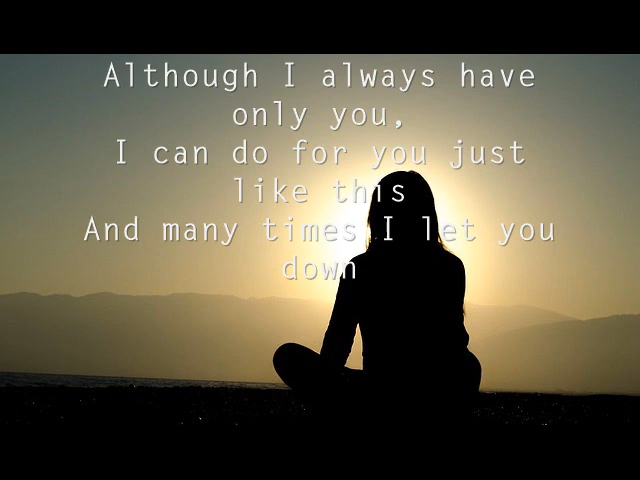 Although I always have
only you,
I can do for you just
like this
And many times I let you
down